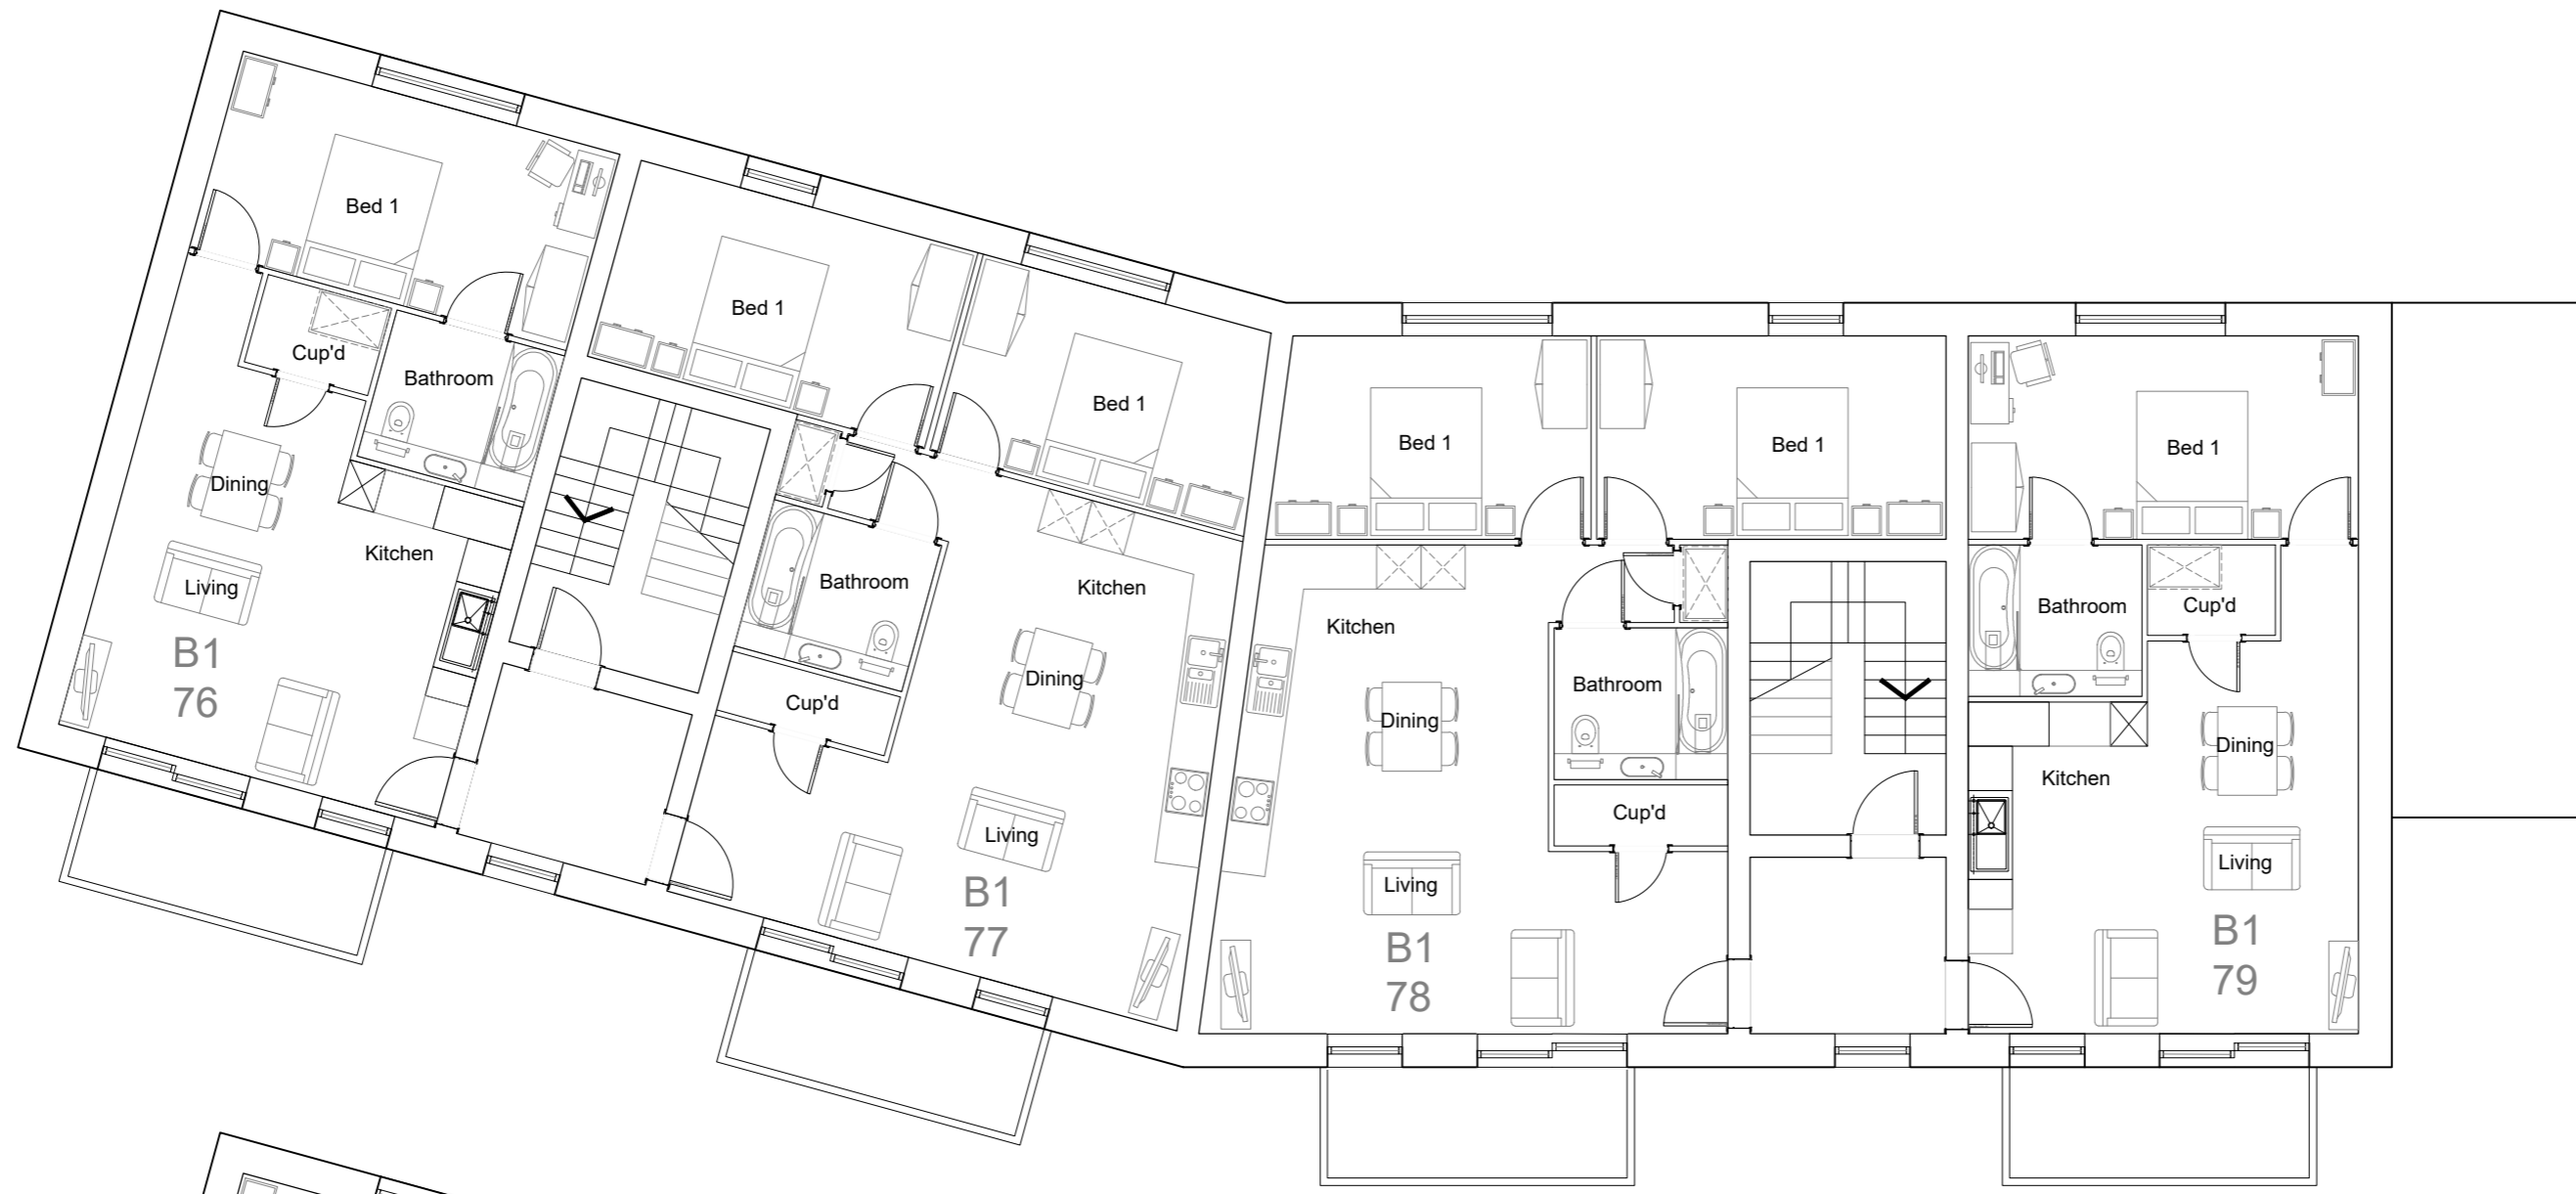 Bed 1
Cup'd
Bathroom
Dining
Kitchen
Living
B1
76
Bed 1
Bed 1
Bathroom
Kitchen
Cup'd
Dining
Living
B1
77
Bed 1
Bed 1
Kitchen
Bathroom
Dining
Cup'd
Living
B1
78
Bed 1
Bathroom
Cup'd
Kitchen
Dining
Living
B1
79